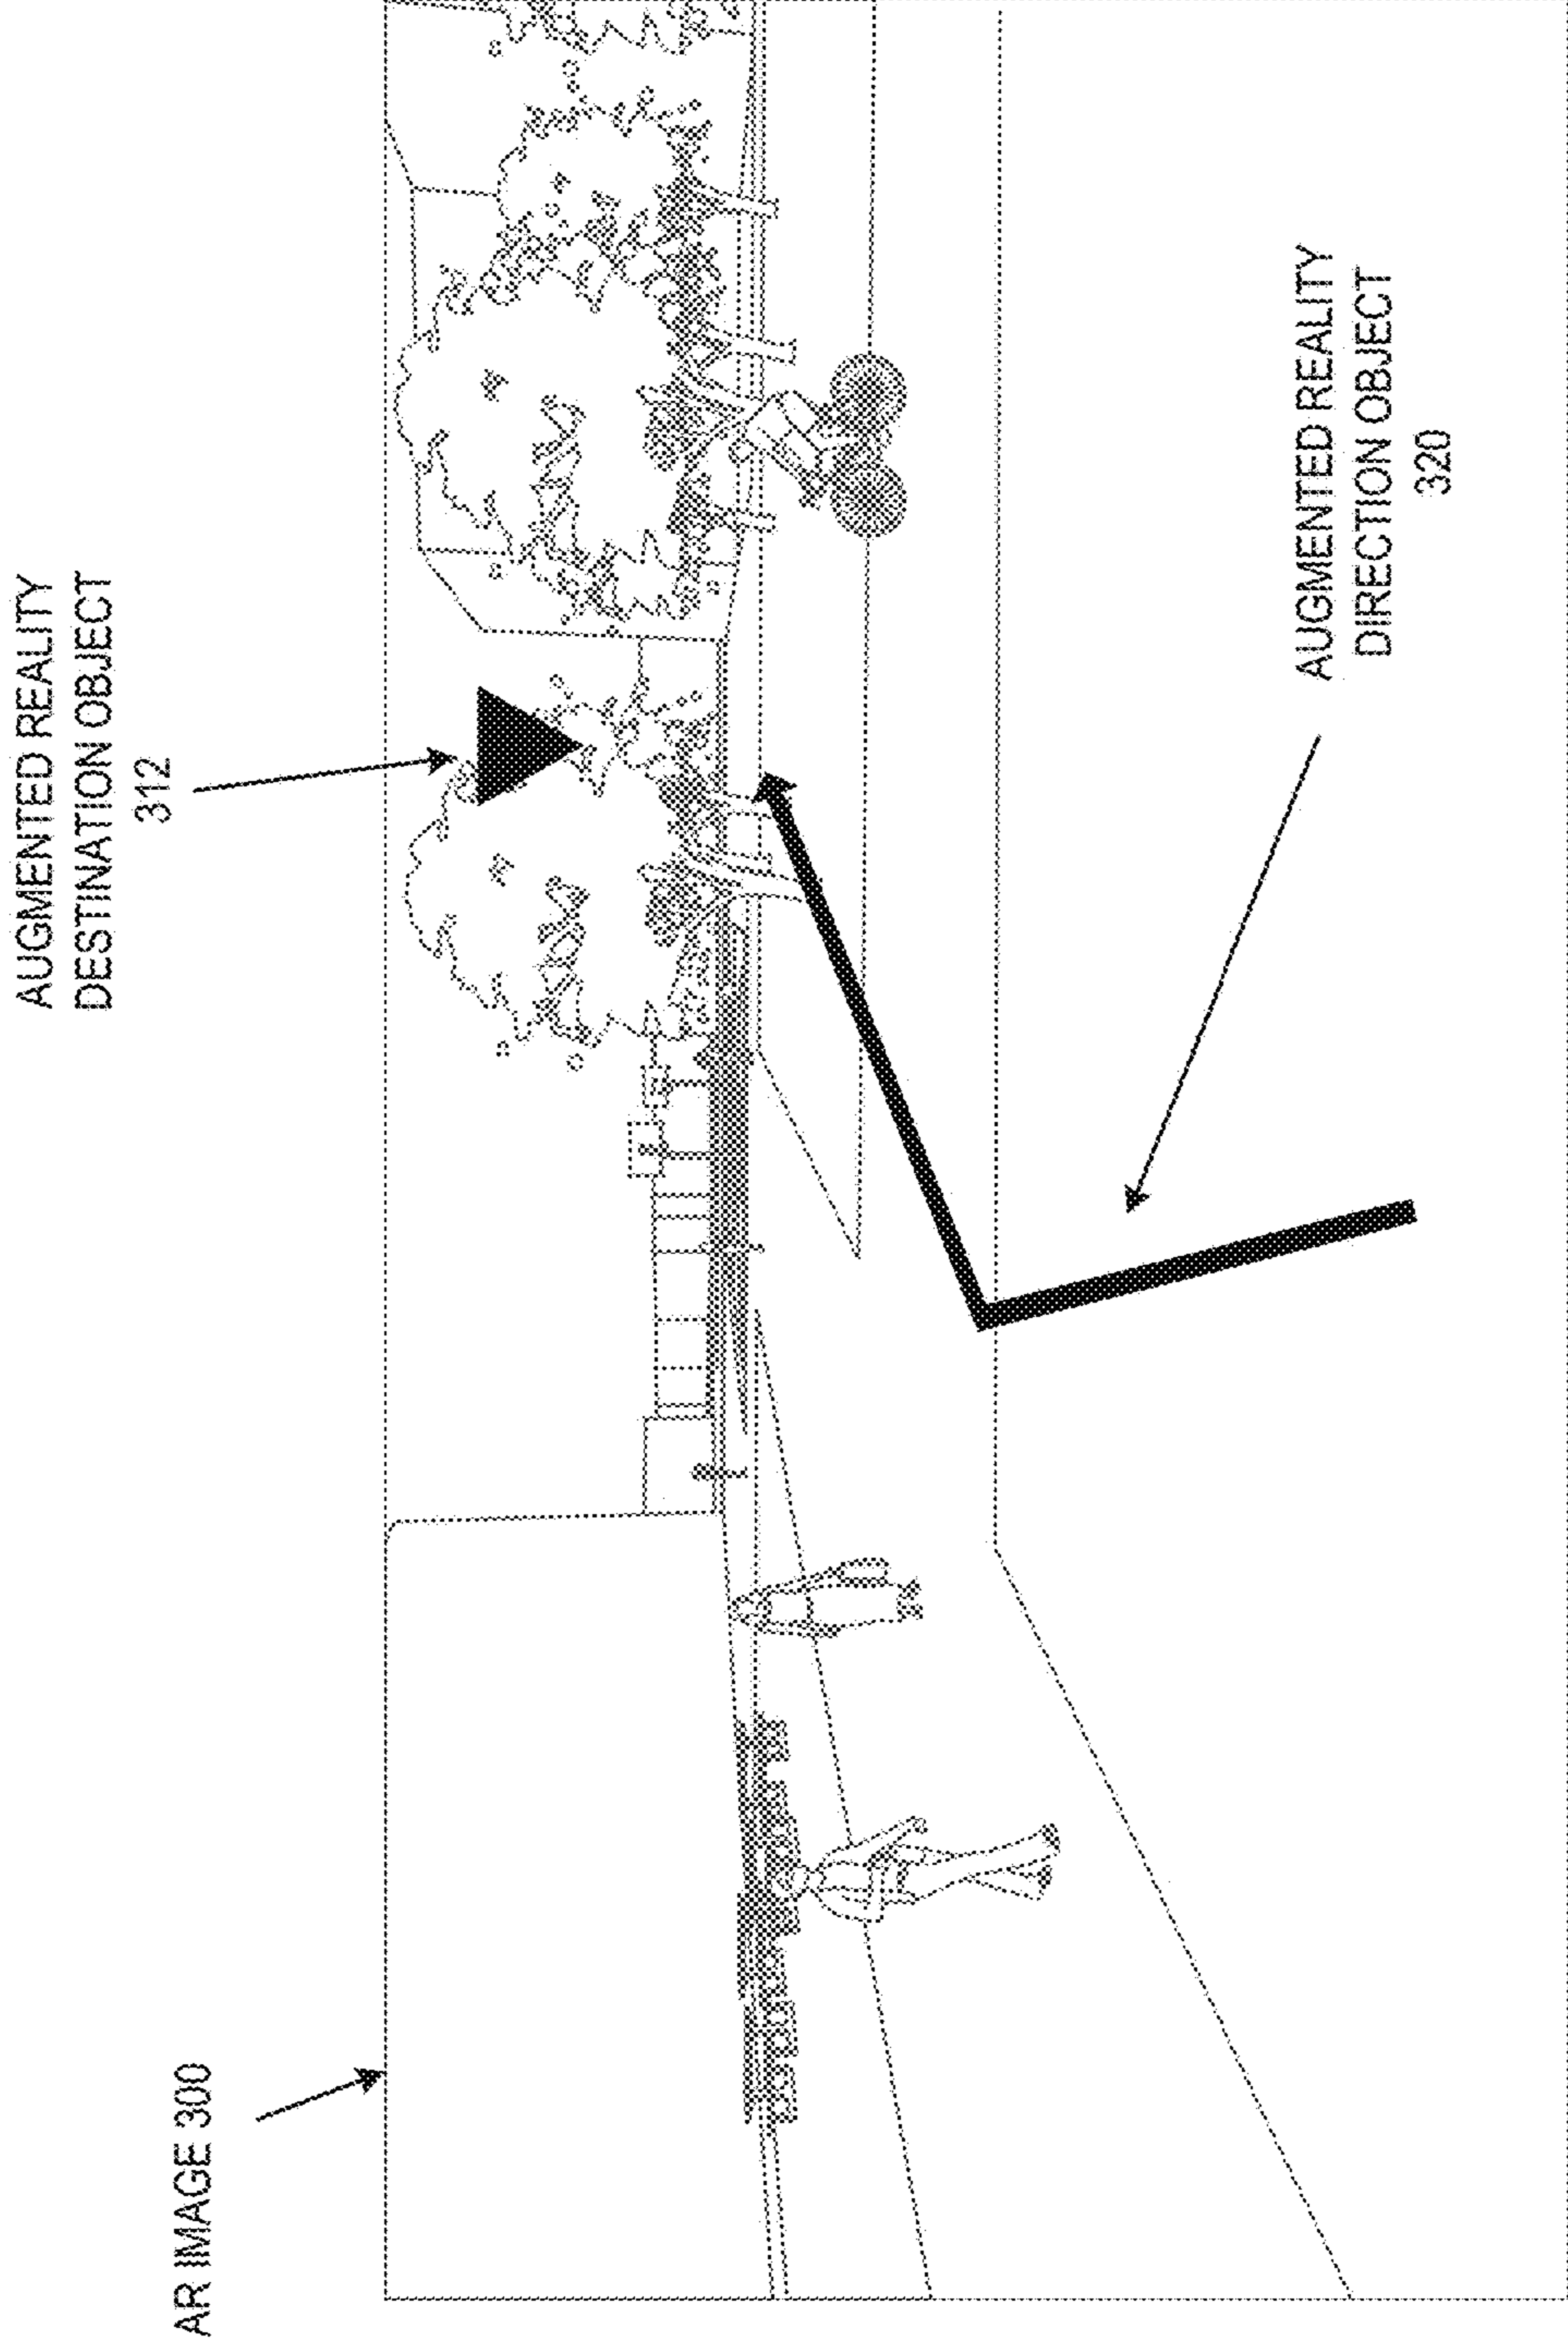 AR IMAGE 300
AUGMENTED REALITY
DESTINATION OBJECT
312
AUGMENTED REALITY
DIRECTION OBJECT
320